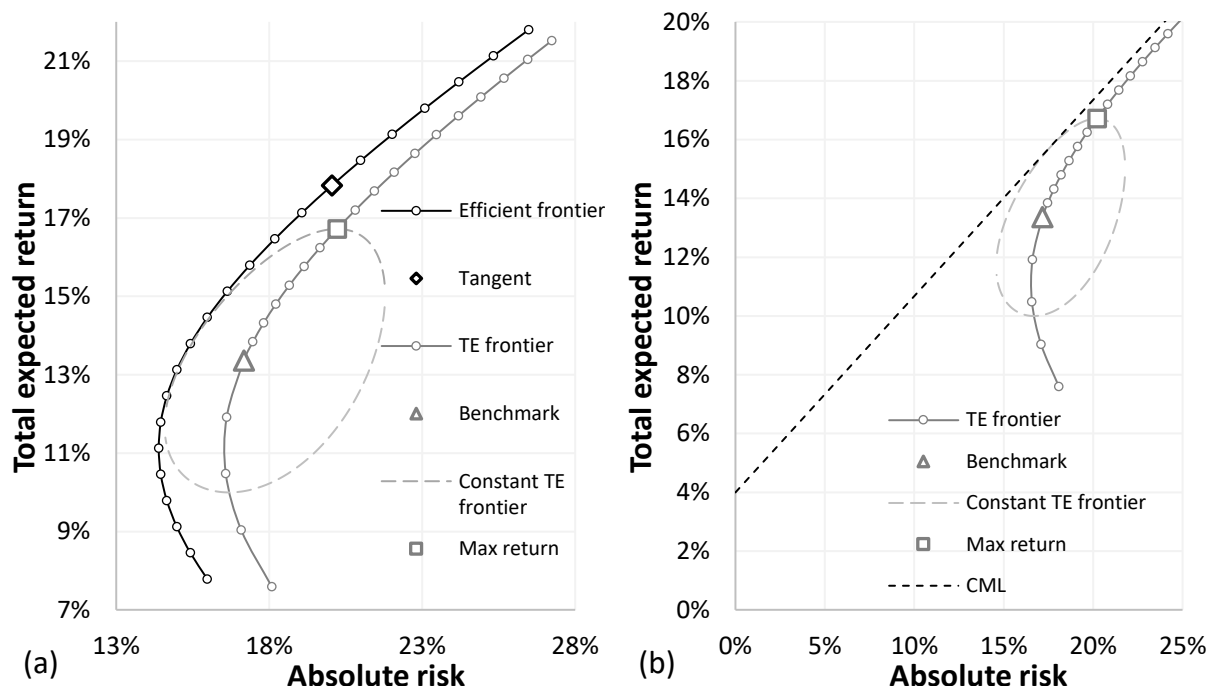 Total expected return
21%
19%
17%
15%
13%
11%
9%
7%
13%
18%
23%
28%
Absolute risk
(a)
Efficient frontier
Tangent
TE frontier
Benchmark
Constant TE
frontier
Max return
Total expected return
20%
18%
16%
14%
12%
10%
8%
6%
4%
2%
0%
0%
5%
10%
15%
20%
25%
Absolute risk
(b)
TE frontier
Benchmark
Constant TE frontier
Max return
CML